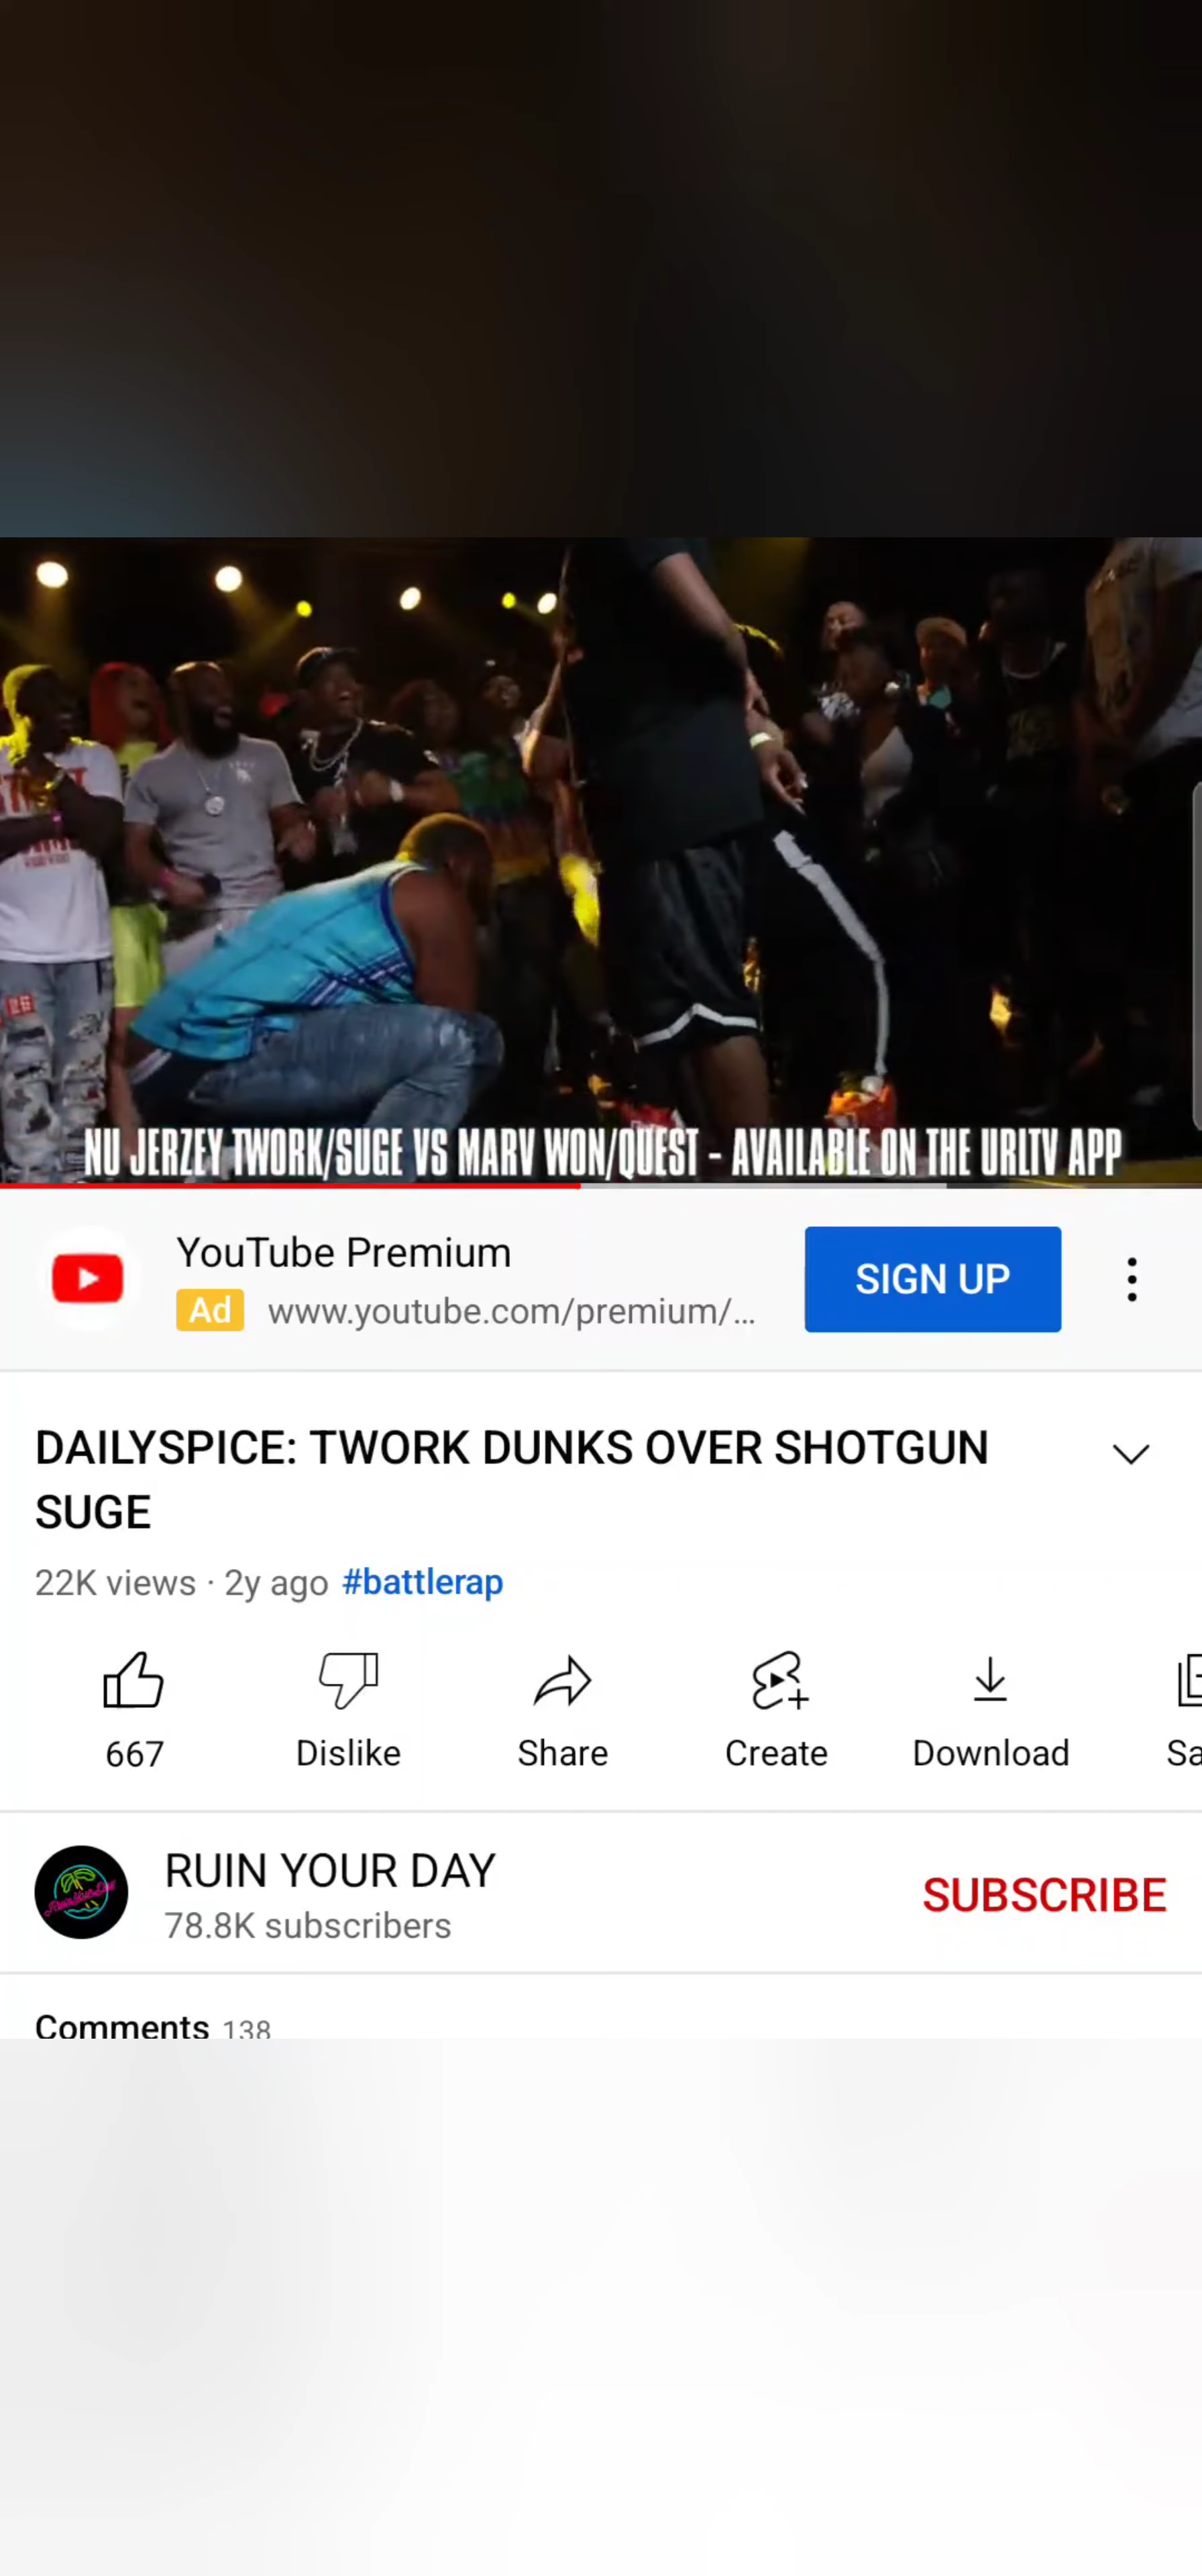 NU JERZEY TWORK/SUGE VS MARV WON/QUEST - AVAILABLE ON THE URLTV APP
YouTube Premium
SIGN UP
Ad www.youtube.com/premium/...
DAILYSPICE: TWORK DUNKS OVER SHOTGUN
SUGE
22K views · 2y ago #battlerap
667 Dislike Share Create Download Sa
RUIN YOUR DAY
78.8K subscribers
SUBSCRIBE
Comments 138